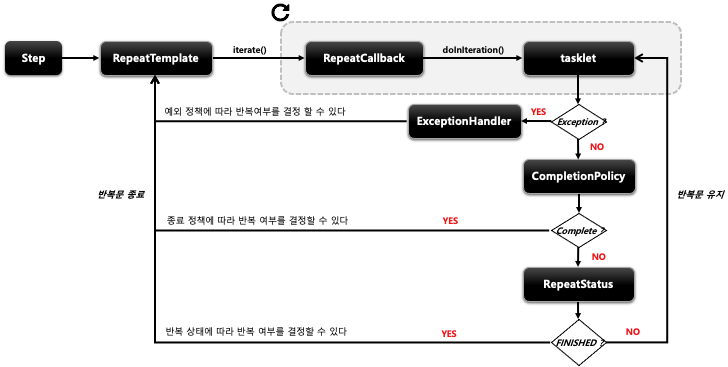 iterate()
doInIteration()
Step
RepeatTemplate
RepeatCallback
tasklet
예외 정책에 따라 반복여부를 결정 할 수 있다
ExceptionHandler
YES
Exception ?
NO
CompletionPolicy
반복문 종료
반복문 유지
종료 정책에 따라 반복 여부를 결정할 수 있다
YES
Complete ?
NO
RepeatStatus
반복 상태에 따라 반복 여부를 결정할 수 있다
YES
FINISHED ?
NO